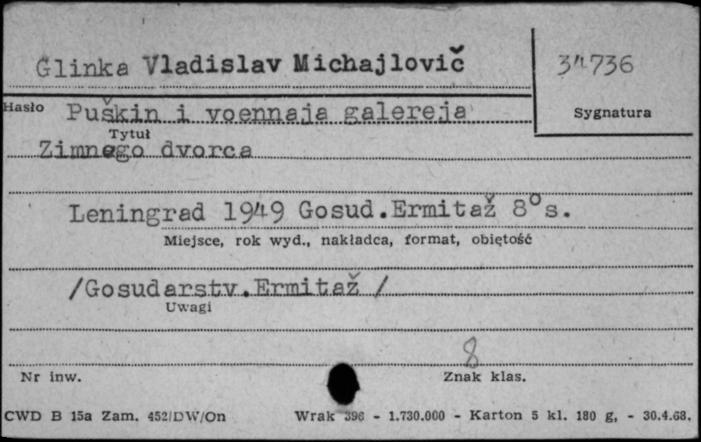 Glinka Vladislav Michajlovič
34736
Hasło Puškin i voennaja galereja
Sygnatura
Tytuł
Zimnego dvorca
Leningrad 1949 Gosud.Ermitaž 8° s.
Miejsce, rok wyd., nakładca, format, obiętość
/Gosudarstv.Ermitaž /
Uwagi
8
Nr inw.
Znak klas.
CWD B 15a Zam. 452/DW/On Wrak 396 - 1.730.000 - Karton 5 kl. 180 g, - 30.4.68.